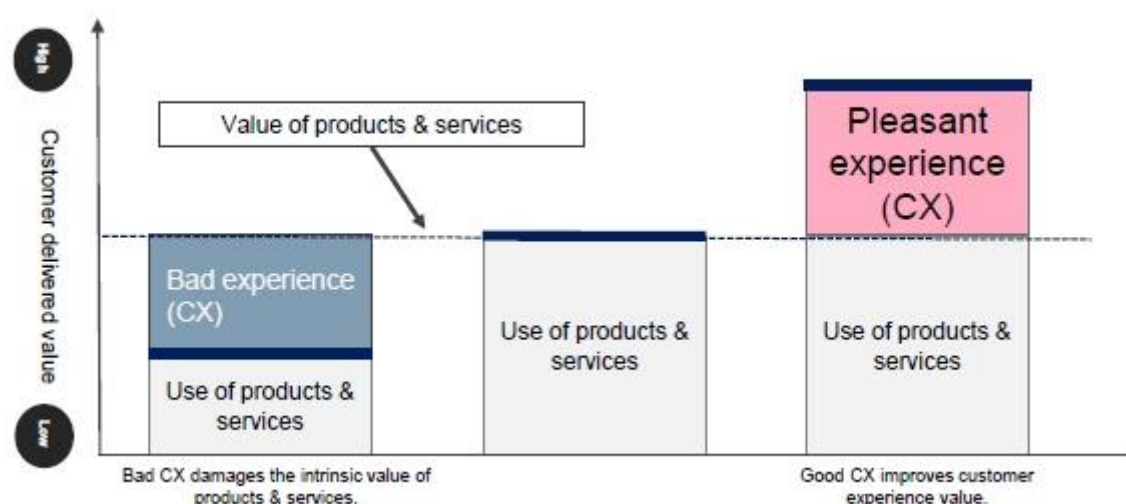 High
Customer delivered value
Low
Value of products & services
Bad experience
(CX)
Use of products &
services
Bad CX damages the intrinsic value of
products & services.
Use of products &
services
Pleasant
experience
(CX)
Use of products &
services
Good CX improves customer
experience value.